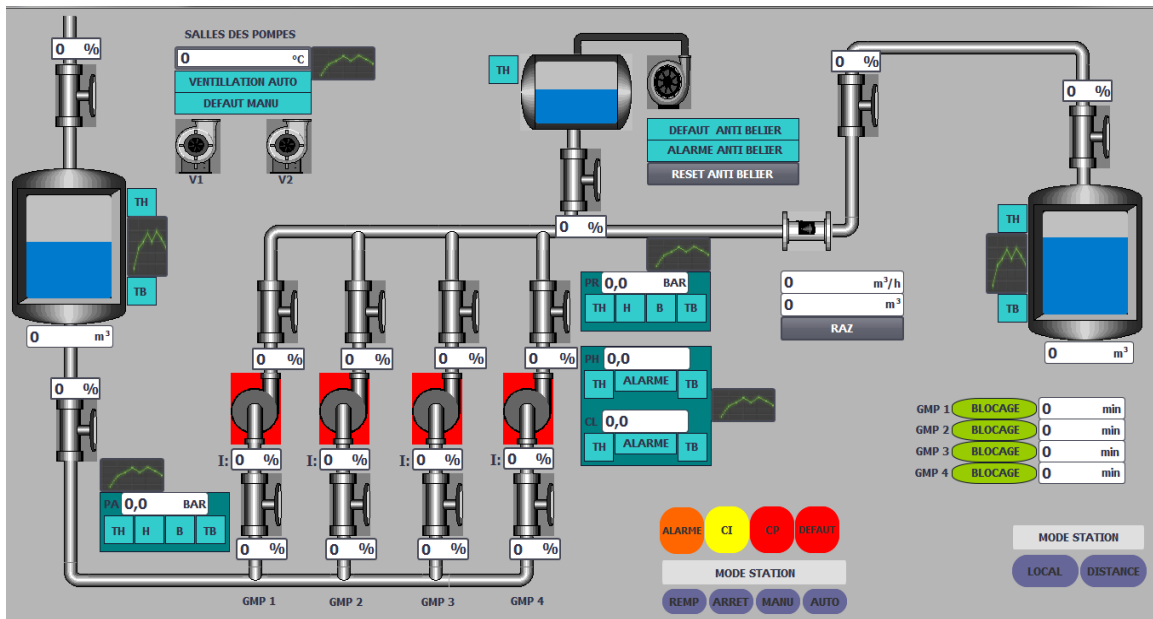 SALLES DES POMPES
0 %
0 °C
VENTILLATION AUTO
DEFAUT MANU
V1 V2
TH
TB
0 m³
0 %
TH
DEFAUT ANTI BELIER
ALARME ANTI BELIER
RESET ANTI BELIER
0 %
0 %
0 %
TH
TB
0 m³
PR 0,0 BAR
TH H B TB
0 m³/h
0 m³
RAZ
0 % 0 % 0 % 0 %
PH 0,0
TH ALARME TB
CL 0,0
TH ALARME TB
I: 0 % I: 0 % I: 0 % I: 0 %
PA 0,0 BAR
TH H B TB
0 % 0 % 0 % 0 %
GMP 1 GMP 2 GMP 3 GMP 4
GMP 1 BLOCAGE 0 min
GMP 2 BLOCAGE 0 min
GMP 3 BLOCAGE 0 min
GMP 4 BLOCAGE 0 min
ALARME CI CP DEFAUT
MODE STATION
REMP ARRET MANU AUTO
MODE STATION
LOCAL DISTANCE